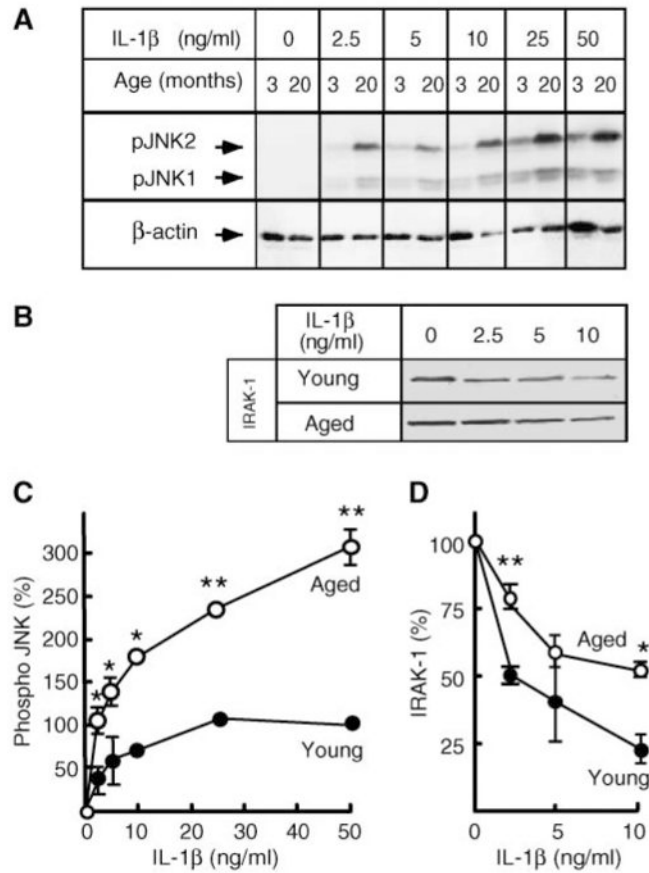 A
IL-1β (ng/ml) 0 2.5 5 10 25 50
Age (months) 3 20 3 20 3 20 3 20 3 20 3 20
pJNK2
pJNK1
β-actin
B
IL-1β
(ng/ml) 0 2.5 5 10
IRAK-1
Young
Aged
C
Phospho JNK (%)
300
250
200
150
100
50
*
*
*
**
**
Aged
Young
0 10 20 30 40 50
IL-1β (ng/ml)
D
IRAK-1 (%)
100
75
50
25
**
*
Aged
Young
0 5 10
IL-1β (ng/ml)